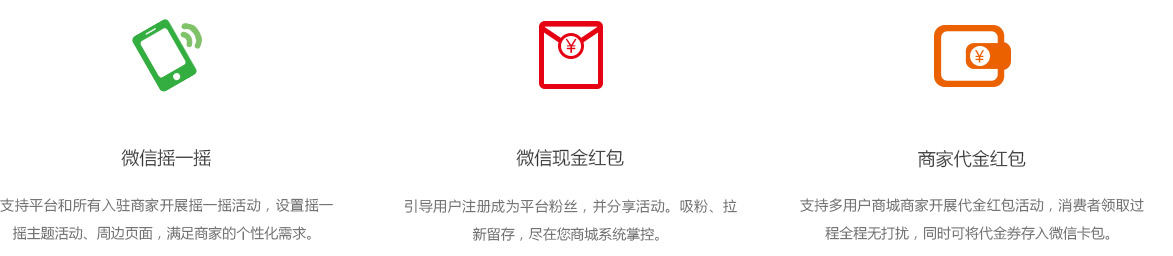 ¥
¥
微信摇一摇
微信现金红包
商家代金红包
支持平台和所有入驻商家开展摇一摇活动，设置摇一
摇主题活动、周边页面，满足商家的个性化需求。
引导用户注册成为平台粉丝，并分享活动。吸粉、拉
新留存，尽在您商城系统掌控。
支持多用户商城商家开展代金红包活动，消费者领取过
程全程无打扰，同时可将代金券存入微信卡包。